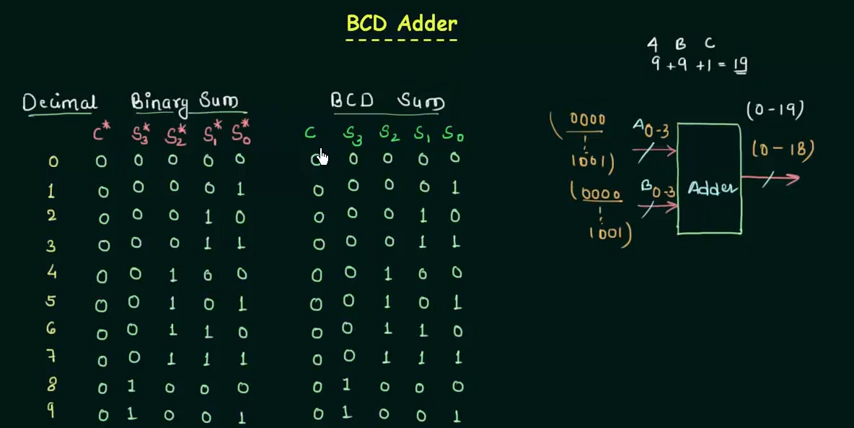 BCD Adder
A B C
9 + 9 + 1 = 19
Decimal Binary Sum BCD Sum
C* S3* S2* S1* S0* C S3 S2 S1 S0
0 0 0 0 0 0 0 0 0 0 0
1 0 0 0 0 1 0 0 0 0 1
2 0 0 0 1 0 0 0 0 1 0
3 0 0 0 1 1 0 0 0 1 1
4 0 0 1 0 0 0 0 1 0 0
5 0 0 1 0 1 0 0 1 0 1
6 0 0 1 1 0 0 0 1 1 0
7 0 0 1 1 1 0 0 1 1 1
8 0 1 0 0 0 0 1 0 0 0
9 0 1 0 0 1 0 1 0 0 1
(0000
1001)
A0-3
(0000
1001)
B0-3
Adder
(0-19)
(0-18)